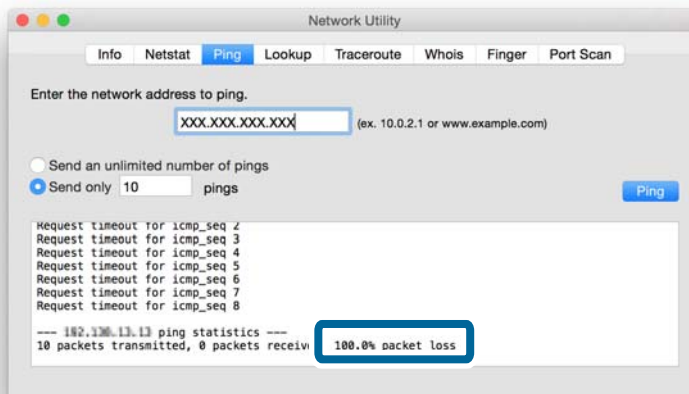 Network Utility
Info Netstat Ping Lookup Traceroute Whois Finger Port Scan
Enter the network address to ping.
XXX.XXX.XXX.XXX (ex. 10.0.2.1 or www.example.com)
Send an unlimited number of pings
Send only 10 pings
Ping
Request timeout for icmp_seq 2
Request timeout for icmp_seq 3
Request timeout for icmp_seq 4
Request timeout for icmp_seq 5
Request timeout for icmp_seq 6
Request timeout for icmp_seq 7
Request timeout for icmp_seq 8
--- ping statistics ---
10 packets transmitted, 0 packets receiv 100.0% packet loss